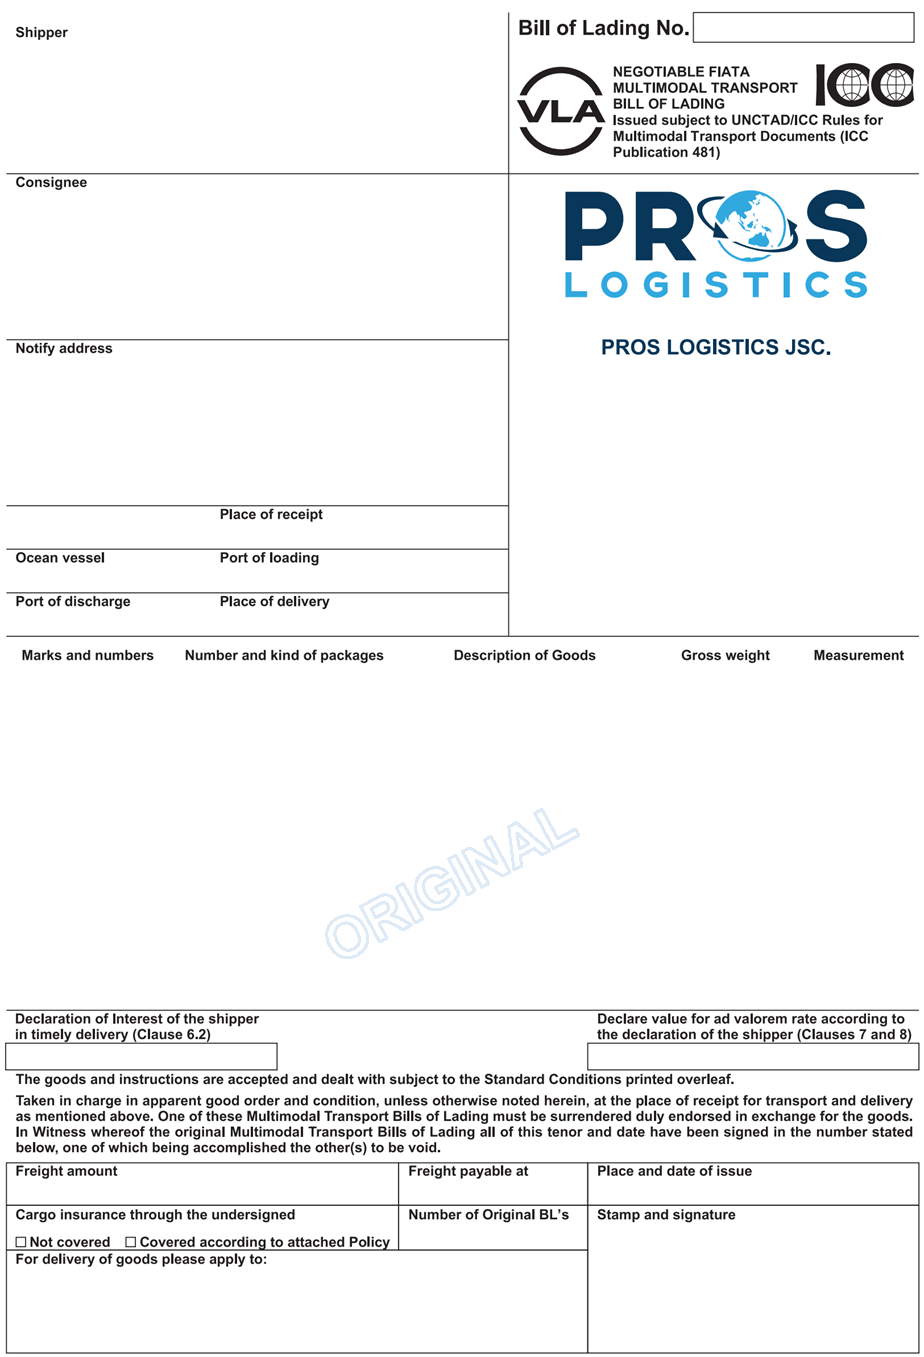 Shipper
Bill of Lading No.
VLA
NEGOTIABLE FIATA
MULTIMODAL TRANSPORT
BILL OF LADING
Issued subject to UNCTAD/ICC Rules for
Multimodal Transport Documents (ICC
Publication 481)
ICC
Consignee
PROS
LOGISTICS
PROS LOGISTICS JSC.
Notify address
Place of receipt
Ocean vessel Port of loading
Port of discharge Place of delivery
Marks and numbers Number and kind of packages Description of Goods Gross weight Measurement
ORIGINAL
Declaration of Interest of the shipper
in timely delivery (Clause 6.2)
Declare value for ad valorem rate according to
the declaration of the shipper (Clauses 7 and 8)
The goods and instructions are accepted and dealt with subject to the Standard Conditions printed overleaf.
Taken in charge in apparent good order and condition, unless otherwise noted herein, at the place of receipt for transport and delivery
as mentioned above. One of these Multimodal Transport Bills of Lading must be surrendered duly endorsed in exchange for the goods.
In Witness whereof the original Multimodal Transport Bills of Lading all of this tenor and date have been signed in the number stated
below, one of which being accomplished the other(s) to be void.
Freight amount Freight payable at Place and date of issue
Cargo insurance through the undersigned Number of Original BL's Stamp and signature
☐ Not covered ☐ Covered according to attached Policy
For delivery of goods please apply to: